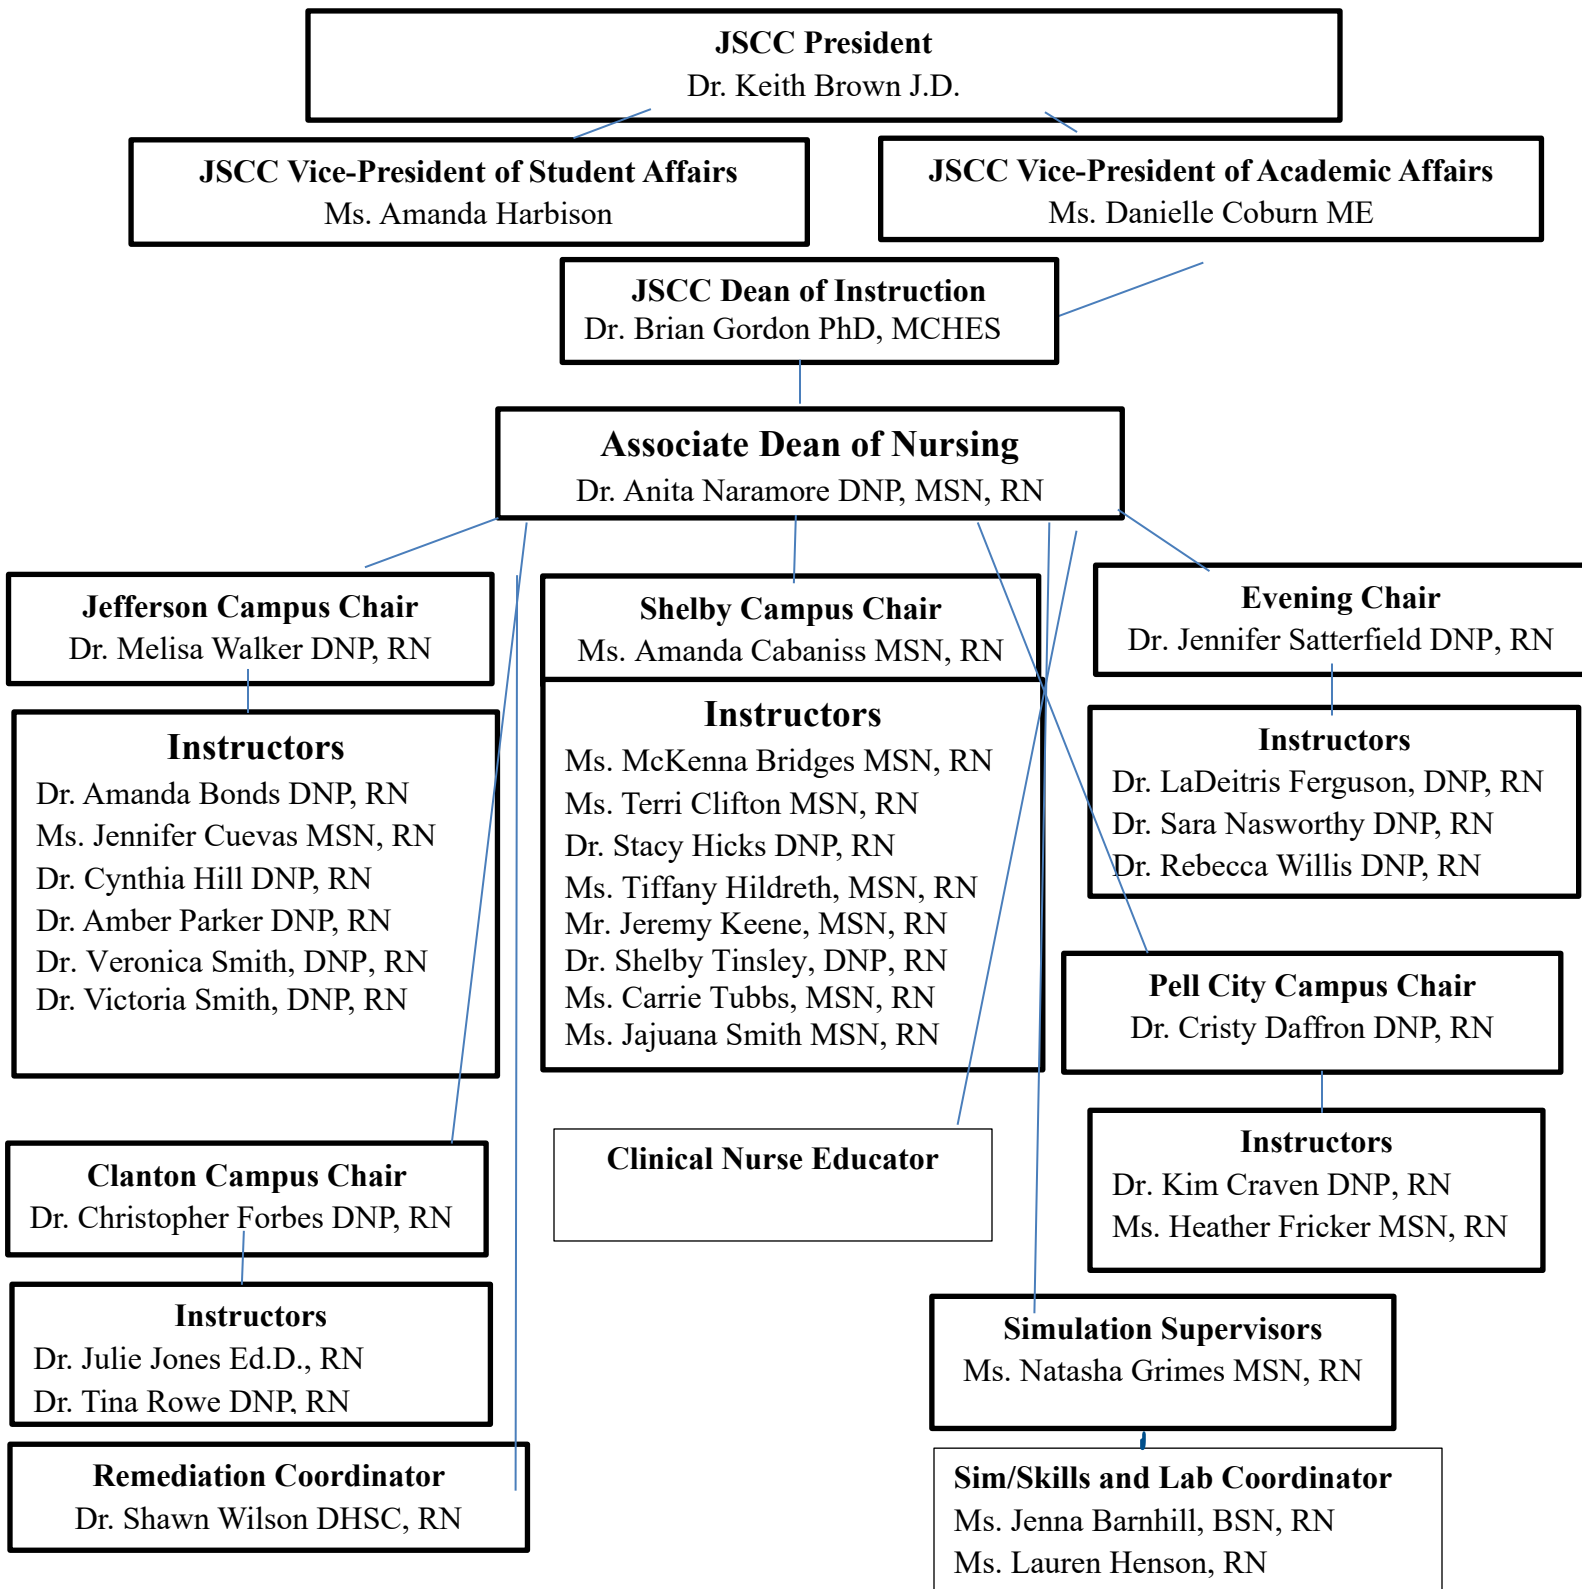 JSCC President
Dr. Keith Brown J.D.
JSCC Vice-President of Student Affairs
Ms. Amanda Harbison
JSCC Vice-President of Academic Affairs
Ms. Danielle Coburn ME
JSCC Dean of Instruction
Dr. Brian Gordon PhD, MCHES
Associate Dean of Nursing
Dr. Anita Naramore DNP, MSN, RN
Jefferson Campus Chair
Dr. Melisa Walker DNP, RN
Instructors
Dr. Amanda Bonds DNP, RN
Ms. Jennifer Cuevas MSN, RN
Dr. Cynthia Hill DNP, RN
Dr. Amber Parker DNP, RN
Dr. Veronica Smith, DNP, RN
Dr. Victoria Smith, DNP, RN
Shelby Campus Chair
Ms. Amanda Cabaniss MSN, RN
Instructors
Ms. McKenna Bridges MSN, RN
Ms. Terri Clifton MSN, RN
Dr. Stacy Hicks DNP, RN
Ms. Tiffany Hildreth, MSN, RN
Mr. Jeremy Keene, MSN, RN
Dr. Shelby Tinsley, DNP, RN
Ms. Carrie Tubbs, MSN, RN
Ms. Jajuana Smith MSN, RN
Evening Chair
Dr. Jennifer Satterfield DNP, RN
Instructors
Dr. LaDeitris Ferguson, DNP, RN
Dr. Sara Nasworthy DNP, RN
Dr. Rebecca Willis DNP, RN
Pell City Campus Chair
Dr. Cristy Daffron DNP, RN
Instructors
Dr. Kim Craven DNP, RN
Ms. Heather Fricker MSN, RN
Clanton Campus Chair
Dr. Christopher Forbes DNP, RN
Instructors
Dr. Julie Jones Ed.D., RN
Dr. Tina Rowe DNP, RN
Clinical Nurse Educator
Simulation Supervisors
Ms. Natasha Grimes MSN, RN
Remediation Coordinator
Dr. Shawn Wilson DHSC, RN
Sim/Skills and Lab Coordinator
Ms. Jenna Barnhill, BSN, RN
Ms. Lauren Henson, RN